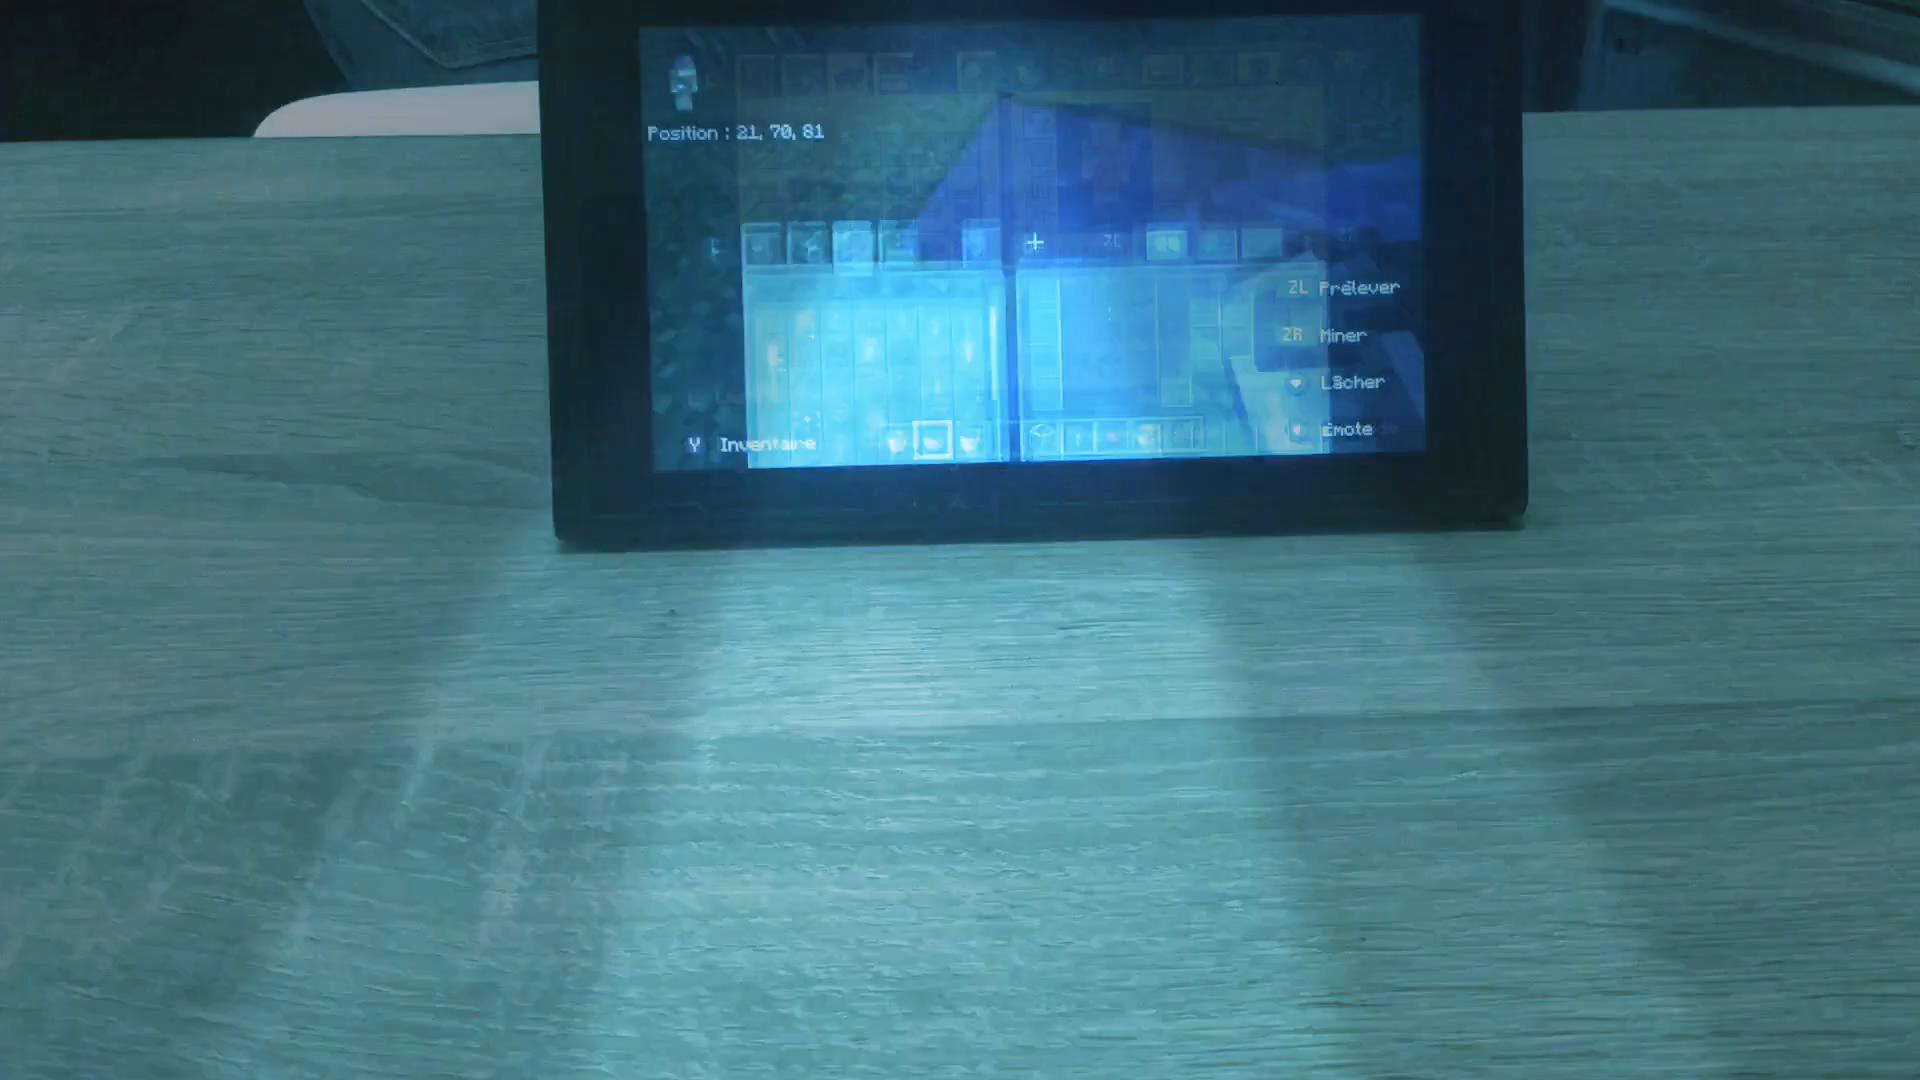 Position : 21, 70, 81
ZL Prélever
ZR Miner
Lâcher
Y Inventaire
Émote